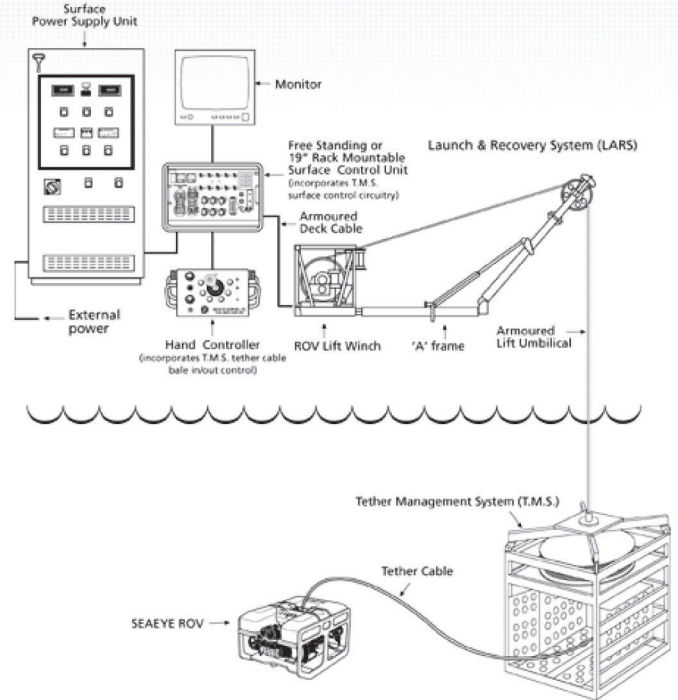 Surface
Power Supply Unit
Monitor
Free Standing or
19" Rack Mountable
Surface Control Unit
(incorporates T.M.S.
surface control circuitry)
Launch & Recovery System (LARS)
Armoured
Deck Cable
External
power
Hand Controller
(incorporates T.M.S. tether cable
bale in/out control)
ROV Lift Winch
'A' frame
Armoured
Lift Umbilical
Tether Management System (T.M.S.)
Tether Cable
SEAEYE ROV